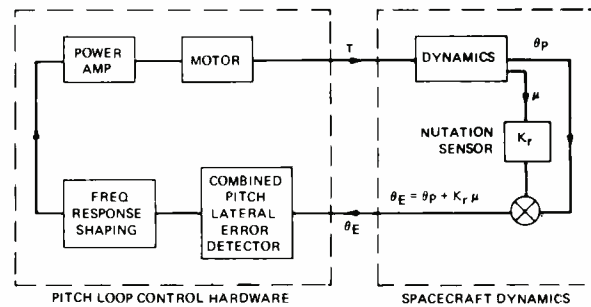 POWER
AMP
MOTOR
T
DYNAMICS
θP
μ
NUTATION
SENSOR
Kr
FREQ
RESPONSE
SHAPING
COMBINED
PITCH
LATERAL
ERROR
DETECTOR
θE
θE = θP + Kr μ
PITCH LOOP CONTROL HARDWARE
SPACECRAFT DYNAMICS